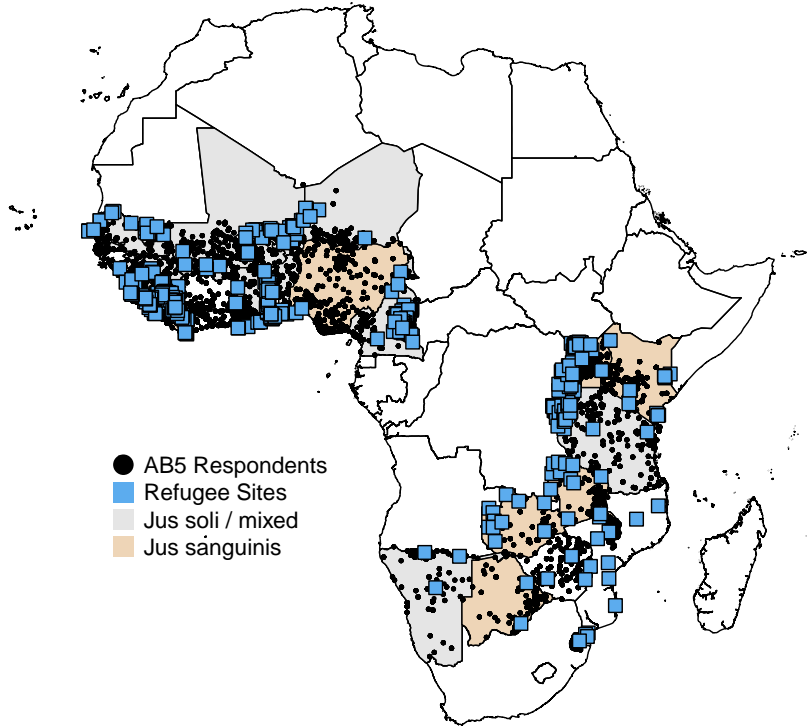 AB5 Respondents
Refugee Sites
Jus soli / mixed
Jus sanguinis